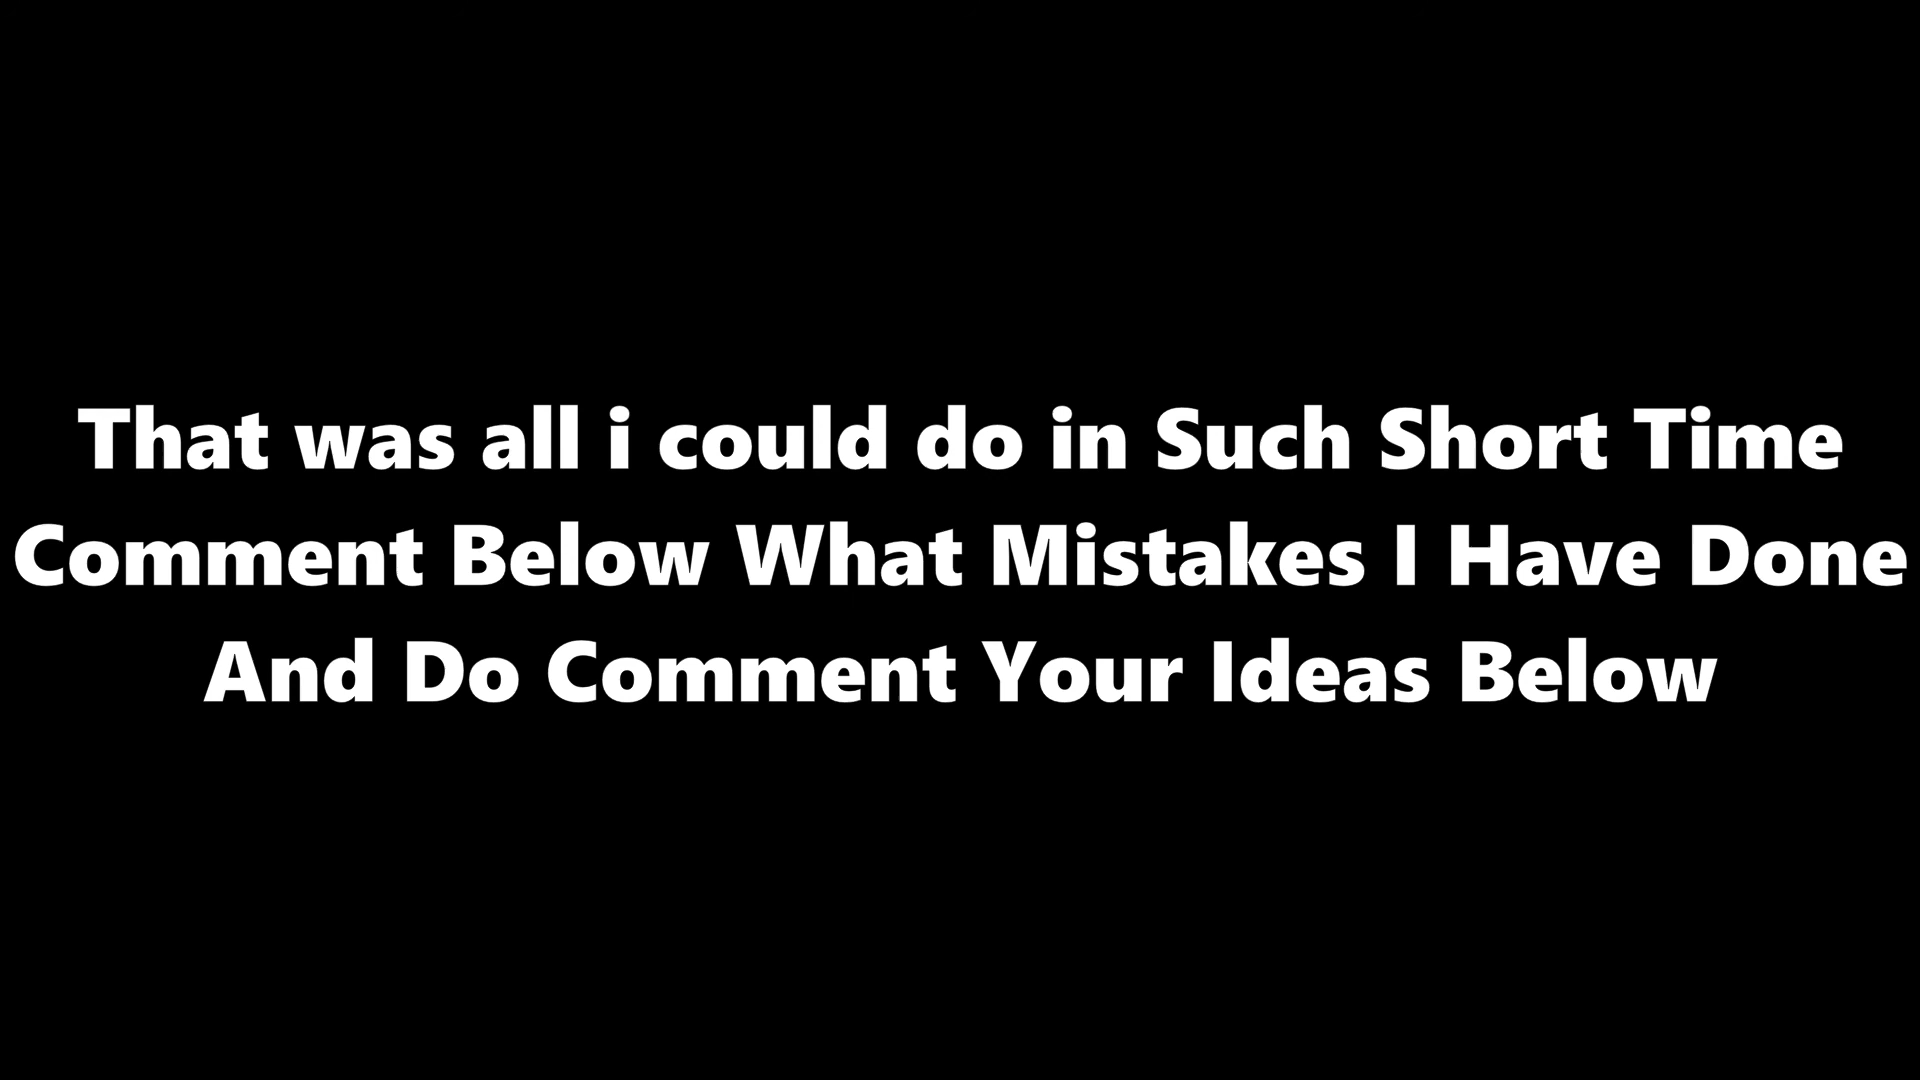 That was all i could do in Such Short Time
Comment Below What Mistakes I Have Done
And Do Comment Your Ideas Below